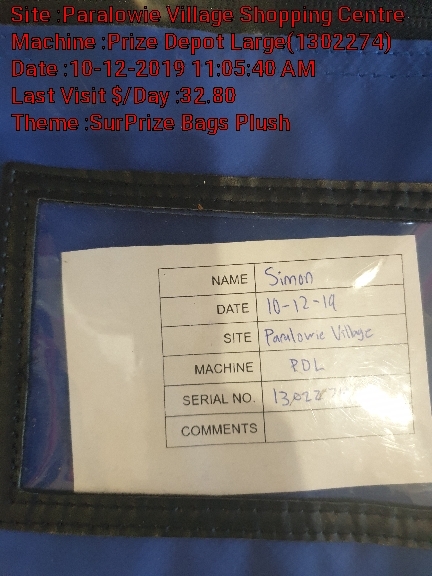 Site :Paralowie Village Shopping Centre
Machine :Prize Depot Large(1302274)
Date :10-12-2019 11:05:40 AM
Last Visit $/Day :32.80
Theme :SurPrize Bags Plush
NAME Simon
DATE 10-12-19
SITE Paralowie Village
MACHINE PDL
SERIAL NO.
COMMENTS